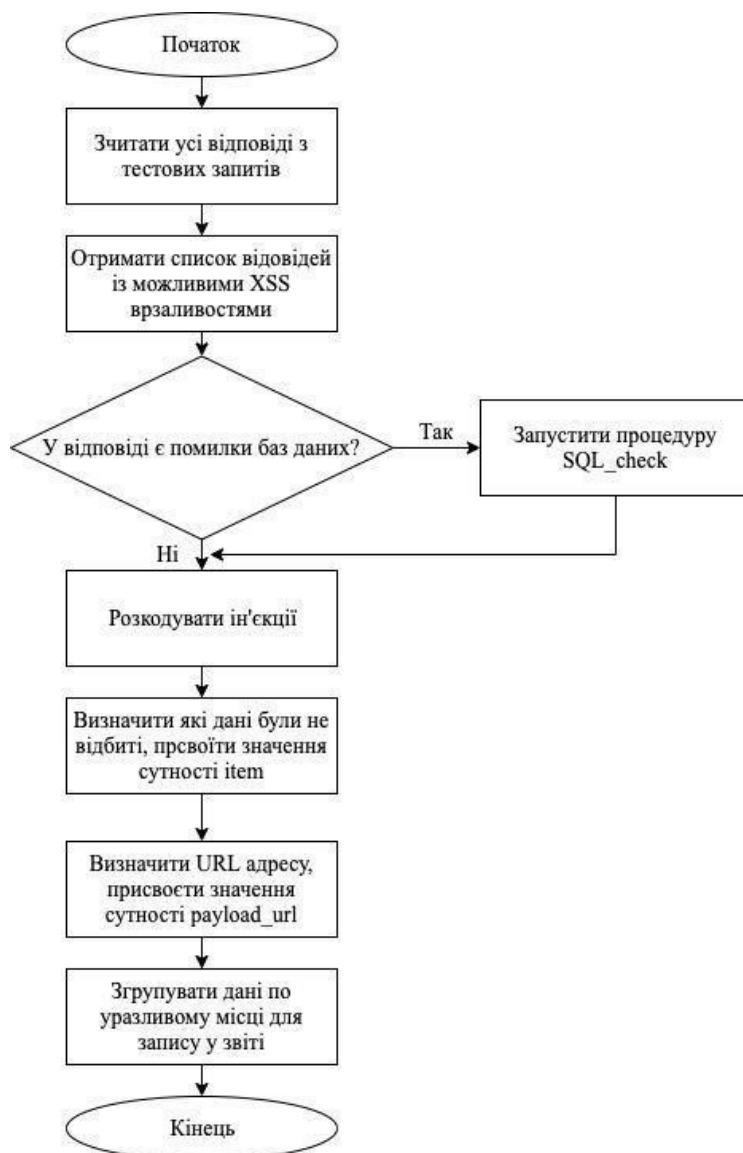 Початок
Зчитати усі відповіді з
тестових запитів
Отримати список відовідей
із можливими XSS
врзаливостями
У відповіді є помилки баз даних?
Так
Запустити процедуру
SQL_check
Ні
Розкодувати ін'єкції
Визначити які дані були не
відбиті, прсвоїти значення
сутності item
Визначити URL адресу,
присвоєти значення
сутності payload_url
Згрупувати дані по
уразливому місці для
запису у звіті
Кінець